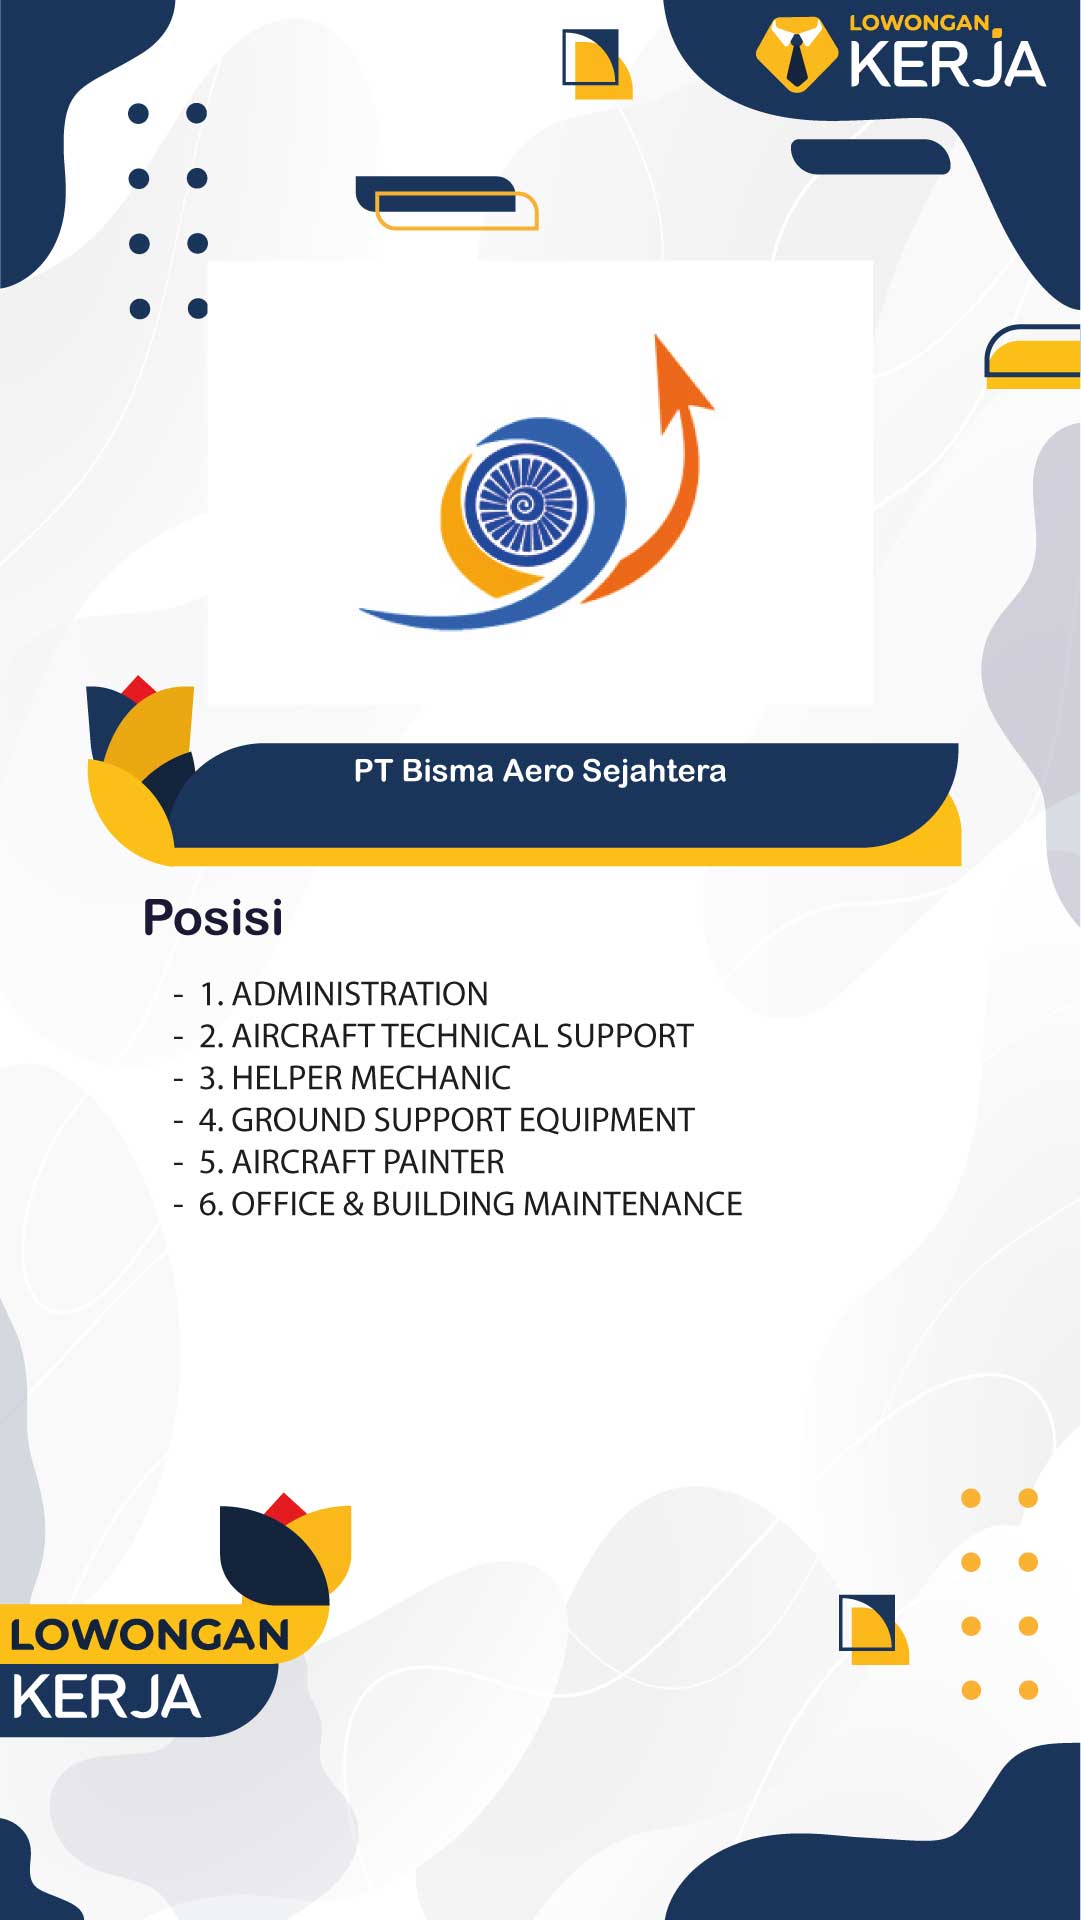 LOWONGAN
KERJA
PT Bisma Aero Sejahtera
Posisi
- 1. ADMINISTRATION
- 2. AIRCRAFT TECHNICAL SUPPORT
- 3. HELPER MECHANIC
- 4. GROUND SUPPORT EQUIPMENT
- 5. AIRCRAFT PAINTER
- 6. OFFICE & BUILDING MAINTENANCE
LOWONGAN
KERJA